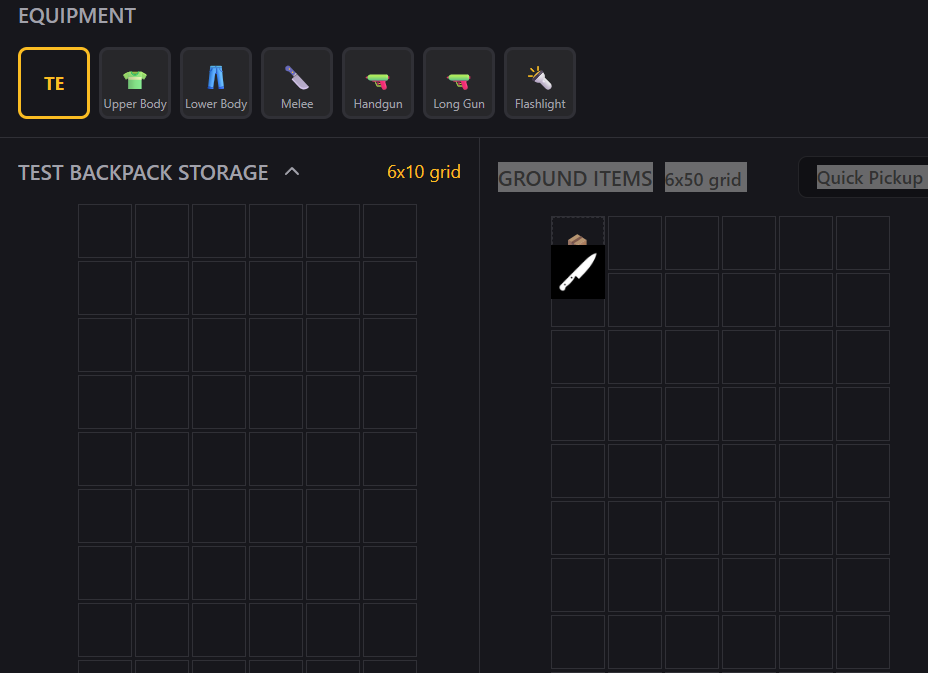 EQUIPMENT
TE
Upper Body
Lower Body
Melee
Handgun
Long Gun
Flashlight
TEST BACKPACK STORAGE
6x10 grid
GROUND ITEMS
6x50 grid
Quick Pickup